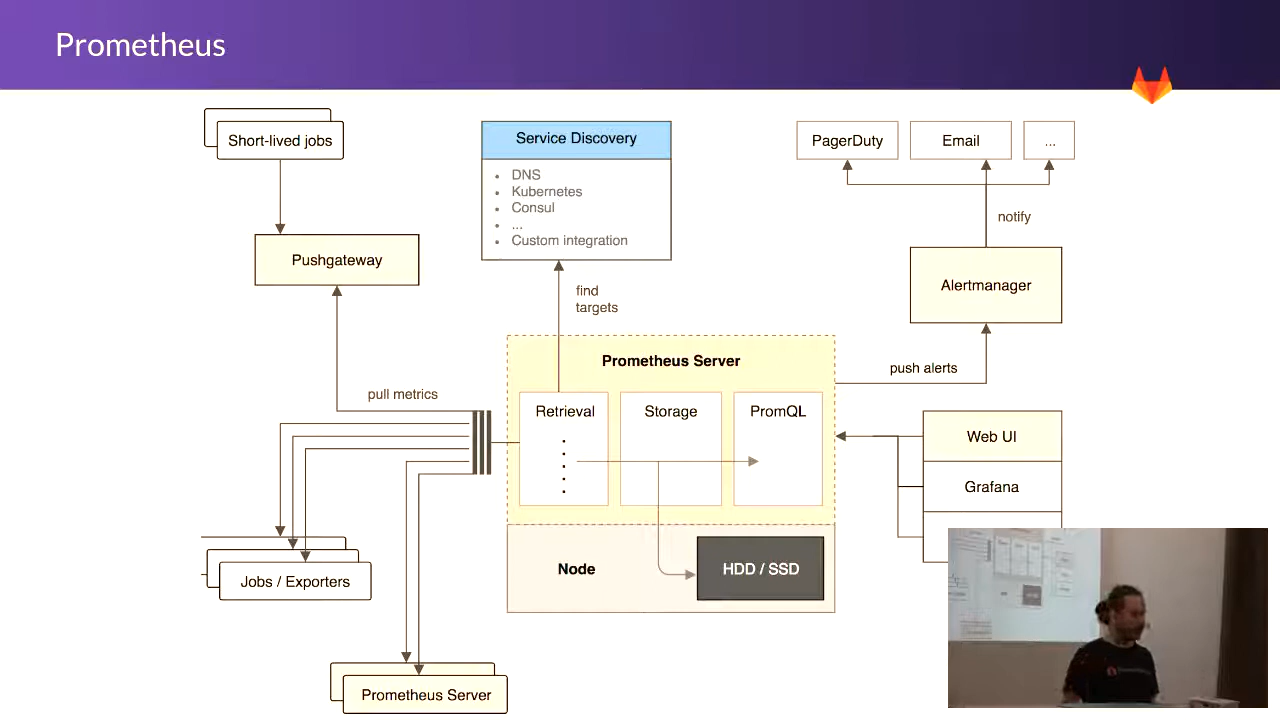 Prometheus
Short-lived jobs
Service Discovery
PagerDuty
Email
...
DNS
Kubernetes
Consul
...
Custom integration
notify
Pushgateway
Alertmanager
find
targets
Prometheus Server
push alerts
pull metrics
Retrieval
Storage
PromQL
Web UI
Grafana
Node
HDD / SSD
Jobs / Exporters
Prometheus Server